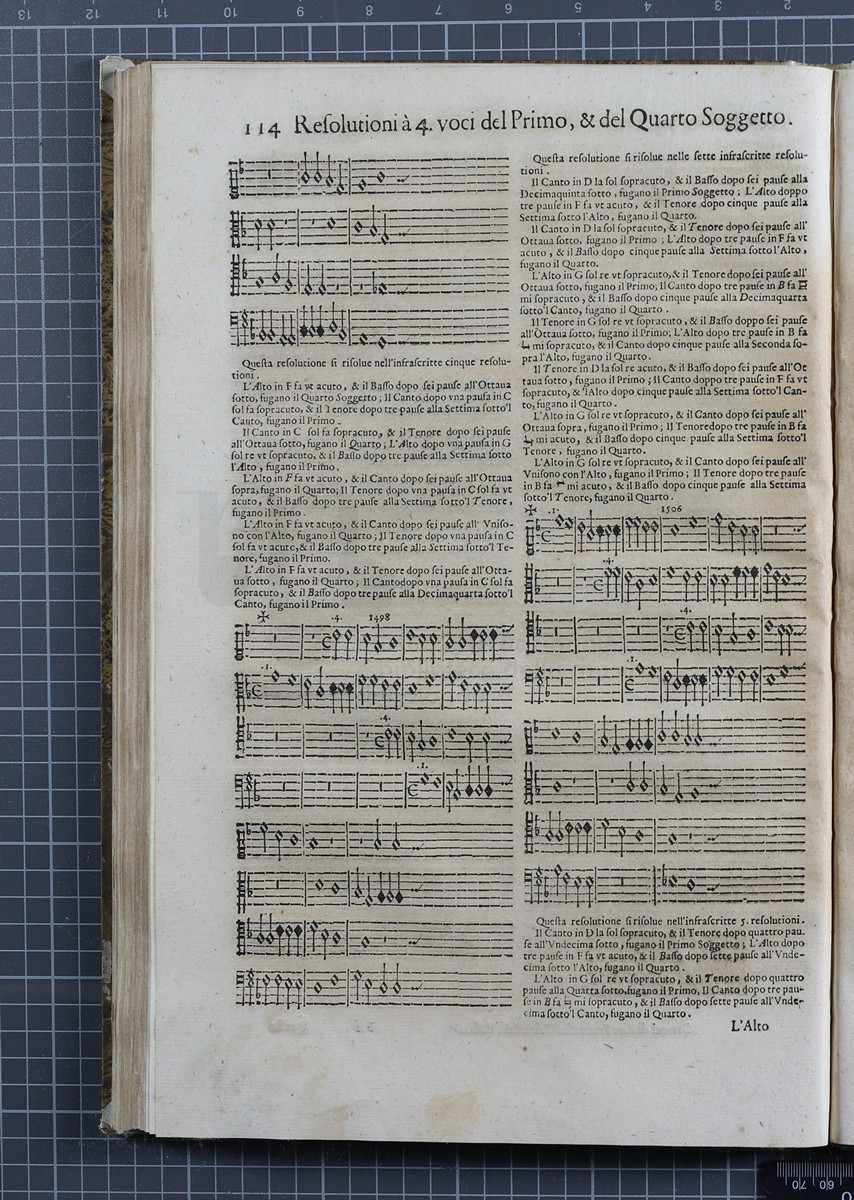 114 Reſolutioni à 4. voci del Primo, & del Quarto Soggetto.
Queſta reſolutione ſi riſolue nell'infraſcritte cinque reſolu-
tioni.
L'Alto in F fa vt acuto, & il Baſſo dopo ſei pauſe all'Ottaua
ſotto, fugano il Quarto Soggetto; Il Canto dopo vna pauſa in C
ſol fa ſopracuto, & il Tenore dopo tre pauſe alla Settima ſotto'l
Canto, fugano il Primo.
Il Canto in C ſol fa ſopracuto, & il Tenore dopo ſei pauſe
all'Ottaua ſotto, fugano il Quarto; L'Alto dopo vna pauſa in G
ſol re vt ſopracuto, & il Baſſo dopo tre pauſe alla Settima ſotto
l'Alto, fugano il Primo.
L'Alto in F fa vt acuto, & il Canto dopo ſei pauſe all'Ottaua
ſopra, fugano il Quarto; Il Tenore dopo vna pauſa in C ſol fa vt
acuto, & il Baſſo dopo tre pauſe alla Settima ſotto'l Tenore,
fugano il Primo.
L'Alto in F fa vt acuto, & il Canto dopo ſei pauſe all' Vniſo-
no con l'Alto, fugano il Quarto; Il Tenore dopo vna pauſa in C
ſol fa vt acuto, & il Baſſo dopo tre pauſe alla Settima ſotto'l Te-
nore, fugano il Primo.
L'Alto in F fa vt acuto, & il Tenore dopo ſei pauſe all'Otta-
ua ſotto, fugano il Quarto; Il Canto dopo vna pauſa in C ſol fa
ſopracuto, & il Baſſo dopo tre pauſe alla Decimaquarta ſotto'l
Canto, fugano il Primo.
✠ .4. 1498
.1.
.4.
.1.
Queſta reſolutione ſi riſolue nelle ſette infraſcritte reſolu-
tioni.
Il Canto in D la ſol ſopracuto, & il Baſſo dopo ſei pauſe alla
Decimaquinta ſotto, fugano il Primo Soggetto; L'Alto doppo
tre pauſe in F fa vt acuto, & il Tenore dopo cinque pauſe alla
Settima ſotto l'Alto, fugano il Quarto.
Il Canto in D la ſol ſopracuto, & il Tenore dopo ſei pauſe all'
Ottaua ſotto, fugano il Primo; L'Alto dopo tre pauſe in F fa vt
acuto, & il Baſſo dopo cinque pauſe alla Settima ſotto l'Alto,
fugano il Quarto.
L'Alto in G ſol re vt ſopracuto, & il Tenore dopo ſei pauſe all'
Ottaua ſotto, fugano il Primo; Il Canto dopo tre pauſe in B fa ♮
mi ſopracuto, & il Baſſo dopo cinque pauſe alla Decimaquarta
ſotto'l Canto, fugano il Quarto.
Il Tenore in G ſol re vt ſopracuto, & il Baſſo doppo ſei pauſe
all'Ottaua ſotto, fugano il Primo; L'Alto dopo tre pauſe in B fa
♮ mi ſopracuto, & il Canto dopo cinque pauſe alla Seconda ſo-
pra l'Alto, fugano il Quarto.
Il Tenore in D la ſol re acuto, & il Baſſo dopo ſei pauſe all'Ot
taua ſotto, fugano il Primo; Il Canto doppo tre pauſe in F fa vt
ſopracuto, & l'Alto dopo cinque pauſe alla Settima ſotto'l Can-
to, fugano il Quarto.
L'Alto in G ſol re vt ſopracuto, & il Canto dopo ſei pauſe all'
Ottaua ſopra, fugano il Primo; Il Tenore dopo tre pauſe in B fa
♮ mi acuto, & il Baſſo dopo cinque pauſe alla Settima ſotto'l
Tenore, fugano il Quarto.
L'Alto in G ſol re vt ſopracuto, & il Canto dopo ſei pauſe all'
Vniſono con l'Alto, fugano il Primo; Il Tenore dopo tre pauſe
in B fa ♮ mi acuto, & il Baſſo dopo cinque pauſe alla Settima
ſotto'l Tenore, fugano il Quarto.
✠ .1. 1506
.4.
.4.
.1.
Queſta reſolutione ſi riſolue nell'infraſcritte 5. reſolutioni.
Il Canto in D la ſol ſopracuto, & il Tenore dopo quattro pau.
ſe all'Vndecima ſotto, fugano il Primo Soggetto; L'Alto dopo
tre pauſe in F fa vt acuto, & il Baſſo dopo ſette pauſe all'Vnde-
cima ſotto l'Alto, fugano il Quarto.
L'Alto in G ſol re vt ſopracuto, & il Tenore dopo quattro
pauſe alla Quarta ſotto, fugano il Primo, Il Canto dopo tre pau-
ſe in B fa ♮ mi ſopracuto, & il Baſſo dopo ſette pauſe all'Vnde-
cima ſotto'l Canto, fugano il Quarto.
L'Alto
13 12 11 10 9 8 7 6 5 4 3 2
70 60